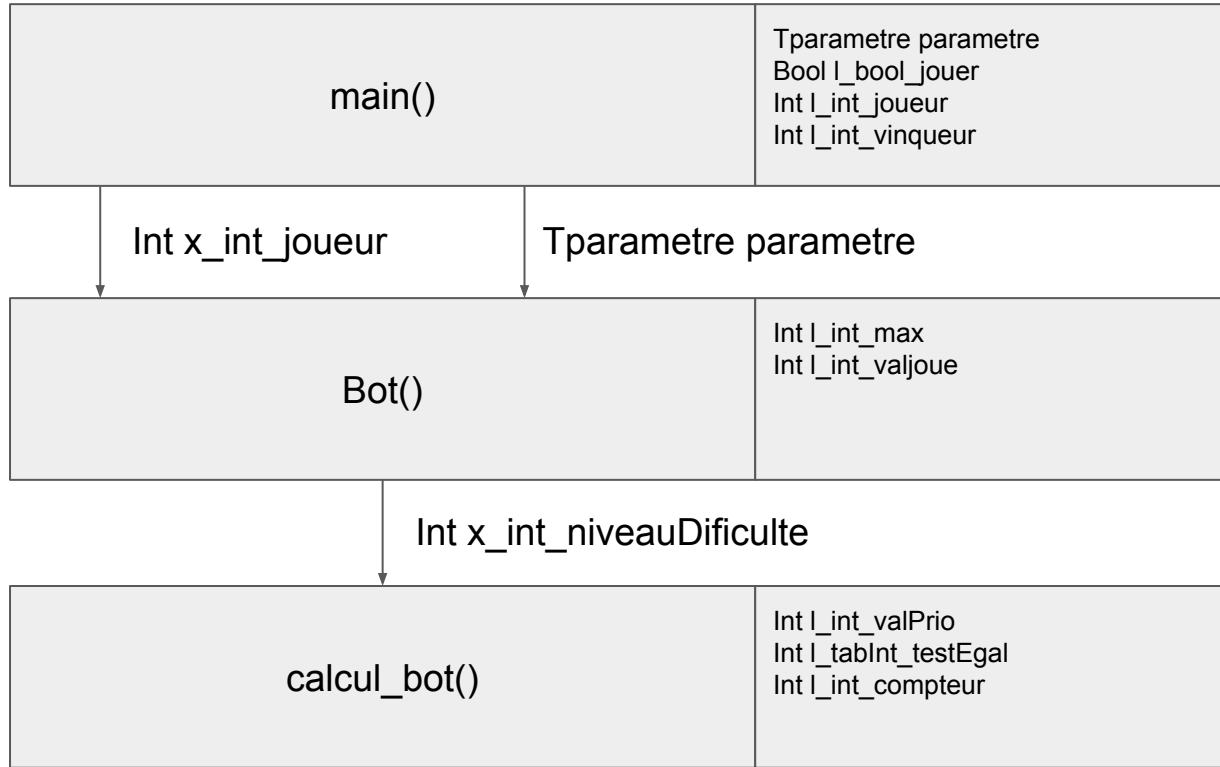 main()
Tparametre parametre
Bool l_bool_jouer
Int l_int_joueur
Int l_int_vinqueur
Int x_int_joueur
Tparametre parametre
Bot()
Int l_int_max
Int l_int_valjoue
Int x_int_niveauDificulte
calcul_bot()
Int l_int_valPrio
Int l_tabInt_testEgal
Int l_int_compteur